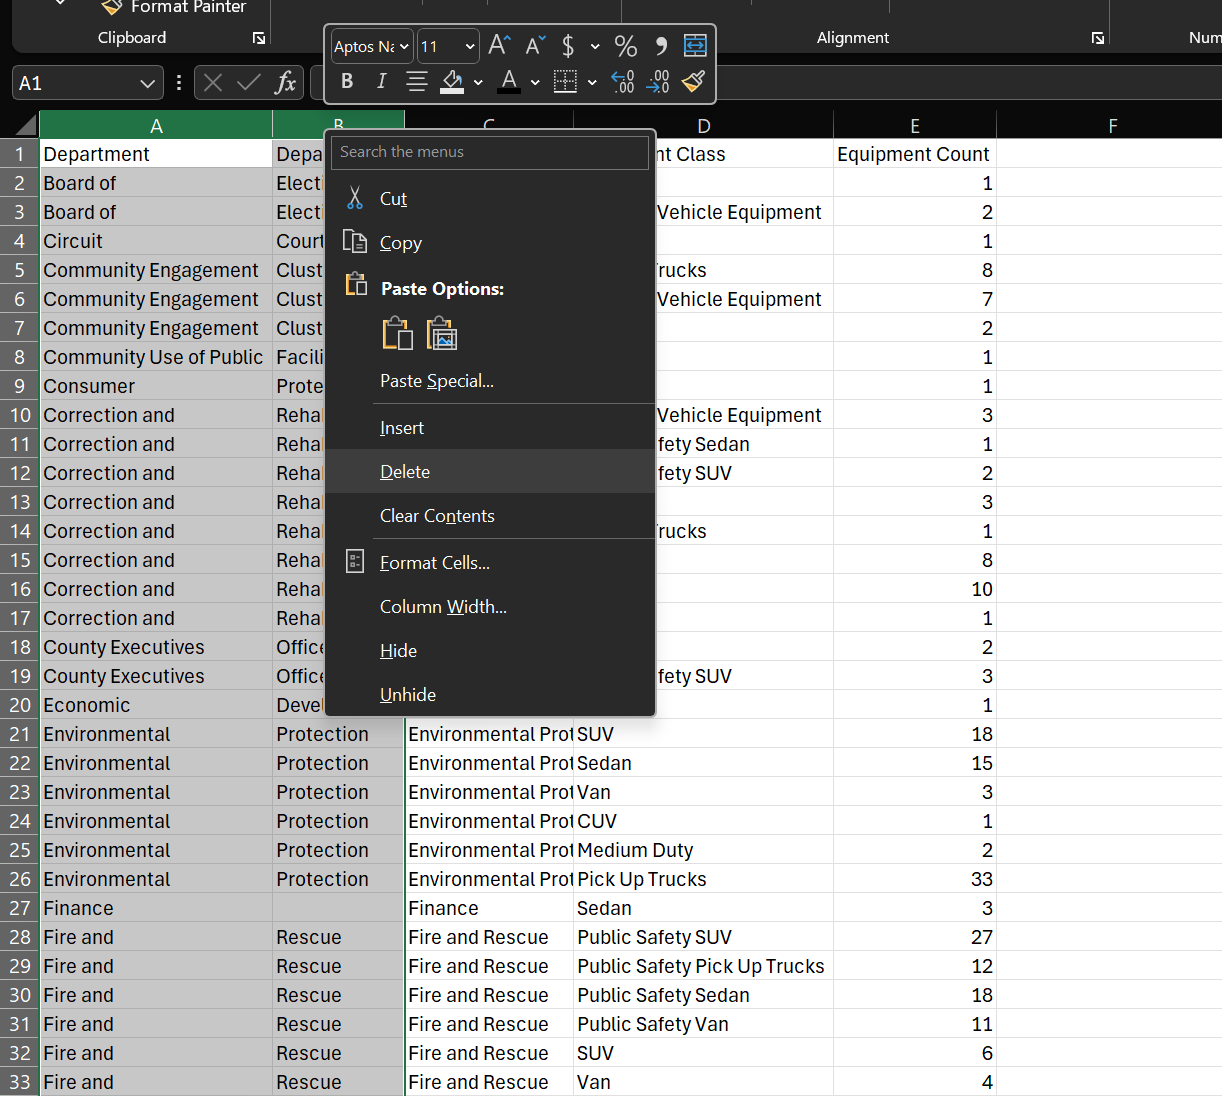 Format Painter
Clipboard
Alignment
Num
Aptos Na 11 A A $ % 9
B I A .00 .00
A1 fx
A B C D E F
Search the menus
Cut
Copy
Paste Options:
Paste Special...
Insert
Delete
Clear Contents
Format Cells...
Column Width...
Hide
Unhide
1 Department Depa nt Class Equipment Count
2 Board of Electi 1
3 Board of Electi Vehicle Equipment 2
4 Circuit Court 1
5 Community Engagement Clust rucks 8
6 Community Engagement Clust Vehicle Equipment 7
7 Community Engagement Clust 2
8 Community Use of Public Facili 1
9 Consumer Prote 1
10 Correction and Rehal Vehicle Equipment 3
11 Correction and Rehal fety Sedan 1
12 Correction and Rehal fety SUV 2
13 Correction and Rehal 3
14 Correction and Rehal rucks 1
15 Correction and Rehal 8
16 Correction and Rehal 10
17 Correction and Rehal 1
18 County Executives Office 2
19 County Executives Office fety SUV 3
20 Economic Devel 1
21 Environmental Protection Environmental Prot SUV 18
22 Environmental Protection Environmental Prot Sedan 15
23 Environmental Protection Environmental Prot Van 3
24 Environmental Protection Environmental Prot CUV 1
25 Environmental Protection Environmental Prot Medium Duty 2
26 Environmental Protection Environmental Prot Pick Up Trucks 33
27 Finance Finance Sedan 3
28 Fire and Rescue Fire and Rescue Public Safety SUV 27
29 Fire and Rescue Fire and Rescue Public Safety Pick Up Trucks 12
30 Fire and Rescue Fire and Rescue Public Safety Sedan 18
31 Fire and Rescue Fire and Rescue Public Safety Van 11
32 Fire and Rescue Fire and Rescue SUV 6
33 Fire and Rescue Fire and Rescue Van 4